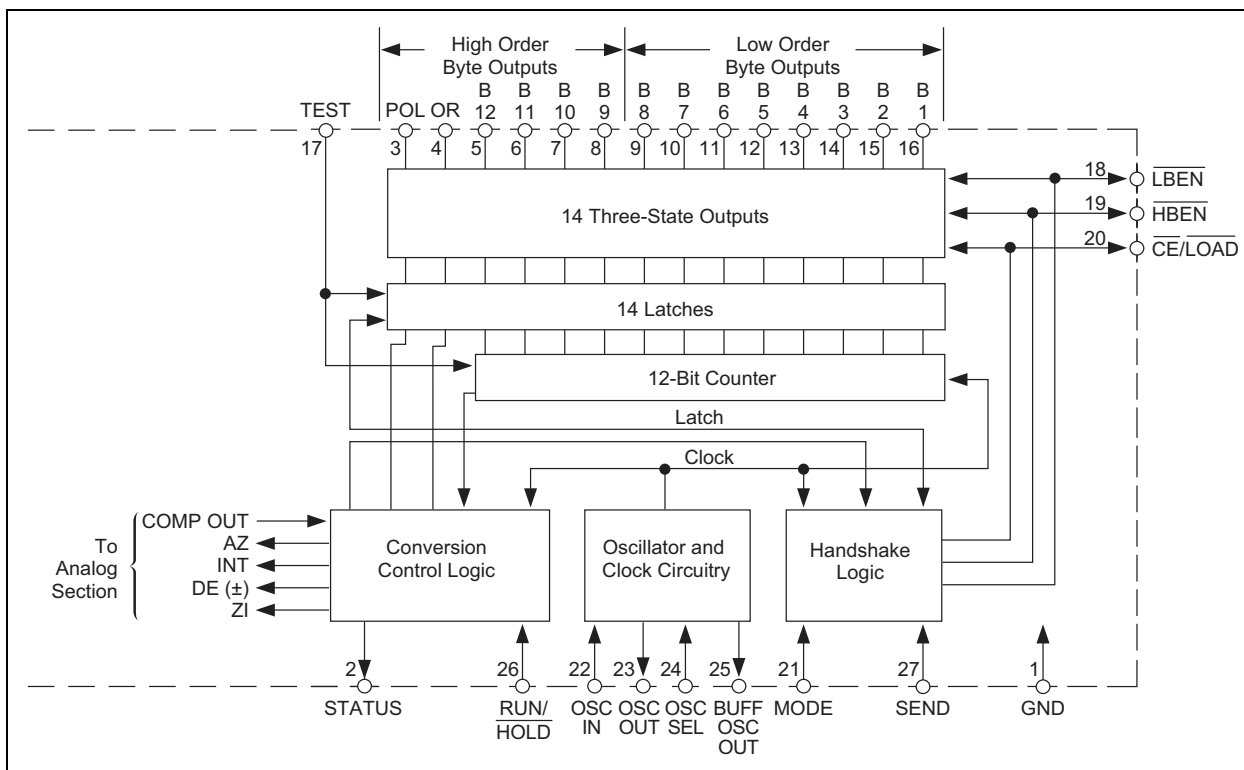 High Order
Byte Outputs
Low Order
Byte Outputs
B B B B B B B B B B B B
TEST POL OR 12 11 10 9 8 7 6 5 4 3 2 1
17 3 4 5 6 7 8 9 10 11 12 13 14 15 16
14 Three-State Outputs
18 LBEN
19 HBEN
20 CE/LOAD
14 Latches
12-Bit Counter
Latch
Clock
To
Analog
Section
COMP OUT
AZ
INT
DE (±)
ZI
Conversion
Control Logic
Oscillator and
Clock Circuitry
Handshake
Logic
2 26 22 23 24 25 21 27 1
STATUS
RUN/
HOLD
OSC
IN
OSC
OUT
OSC
SEL
BUFF
OSC
OUT
MODE
SEND
GND